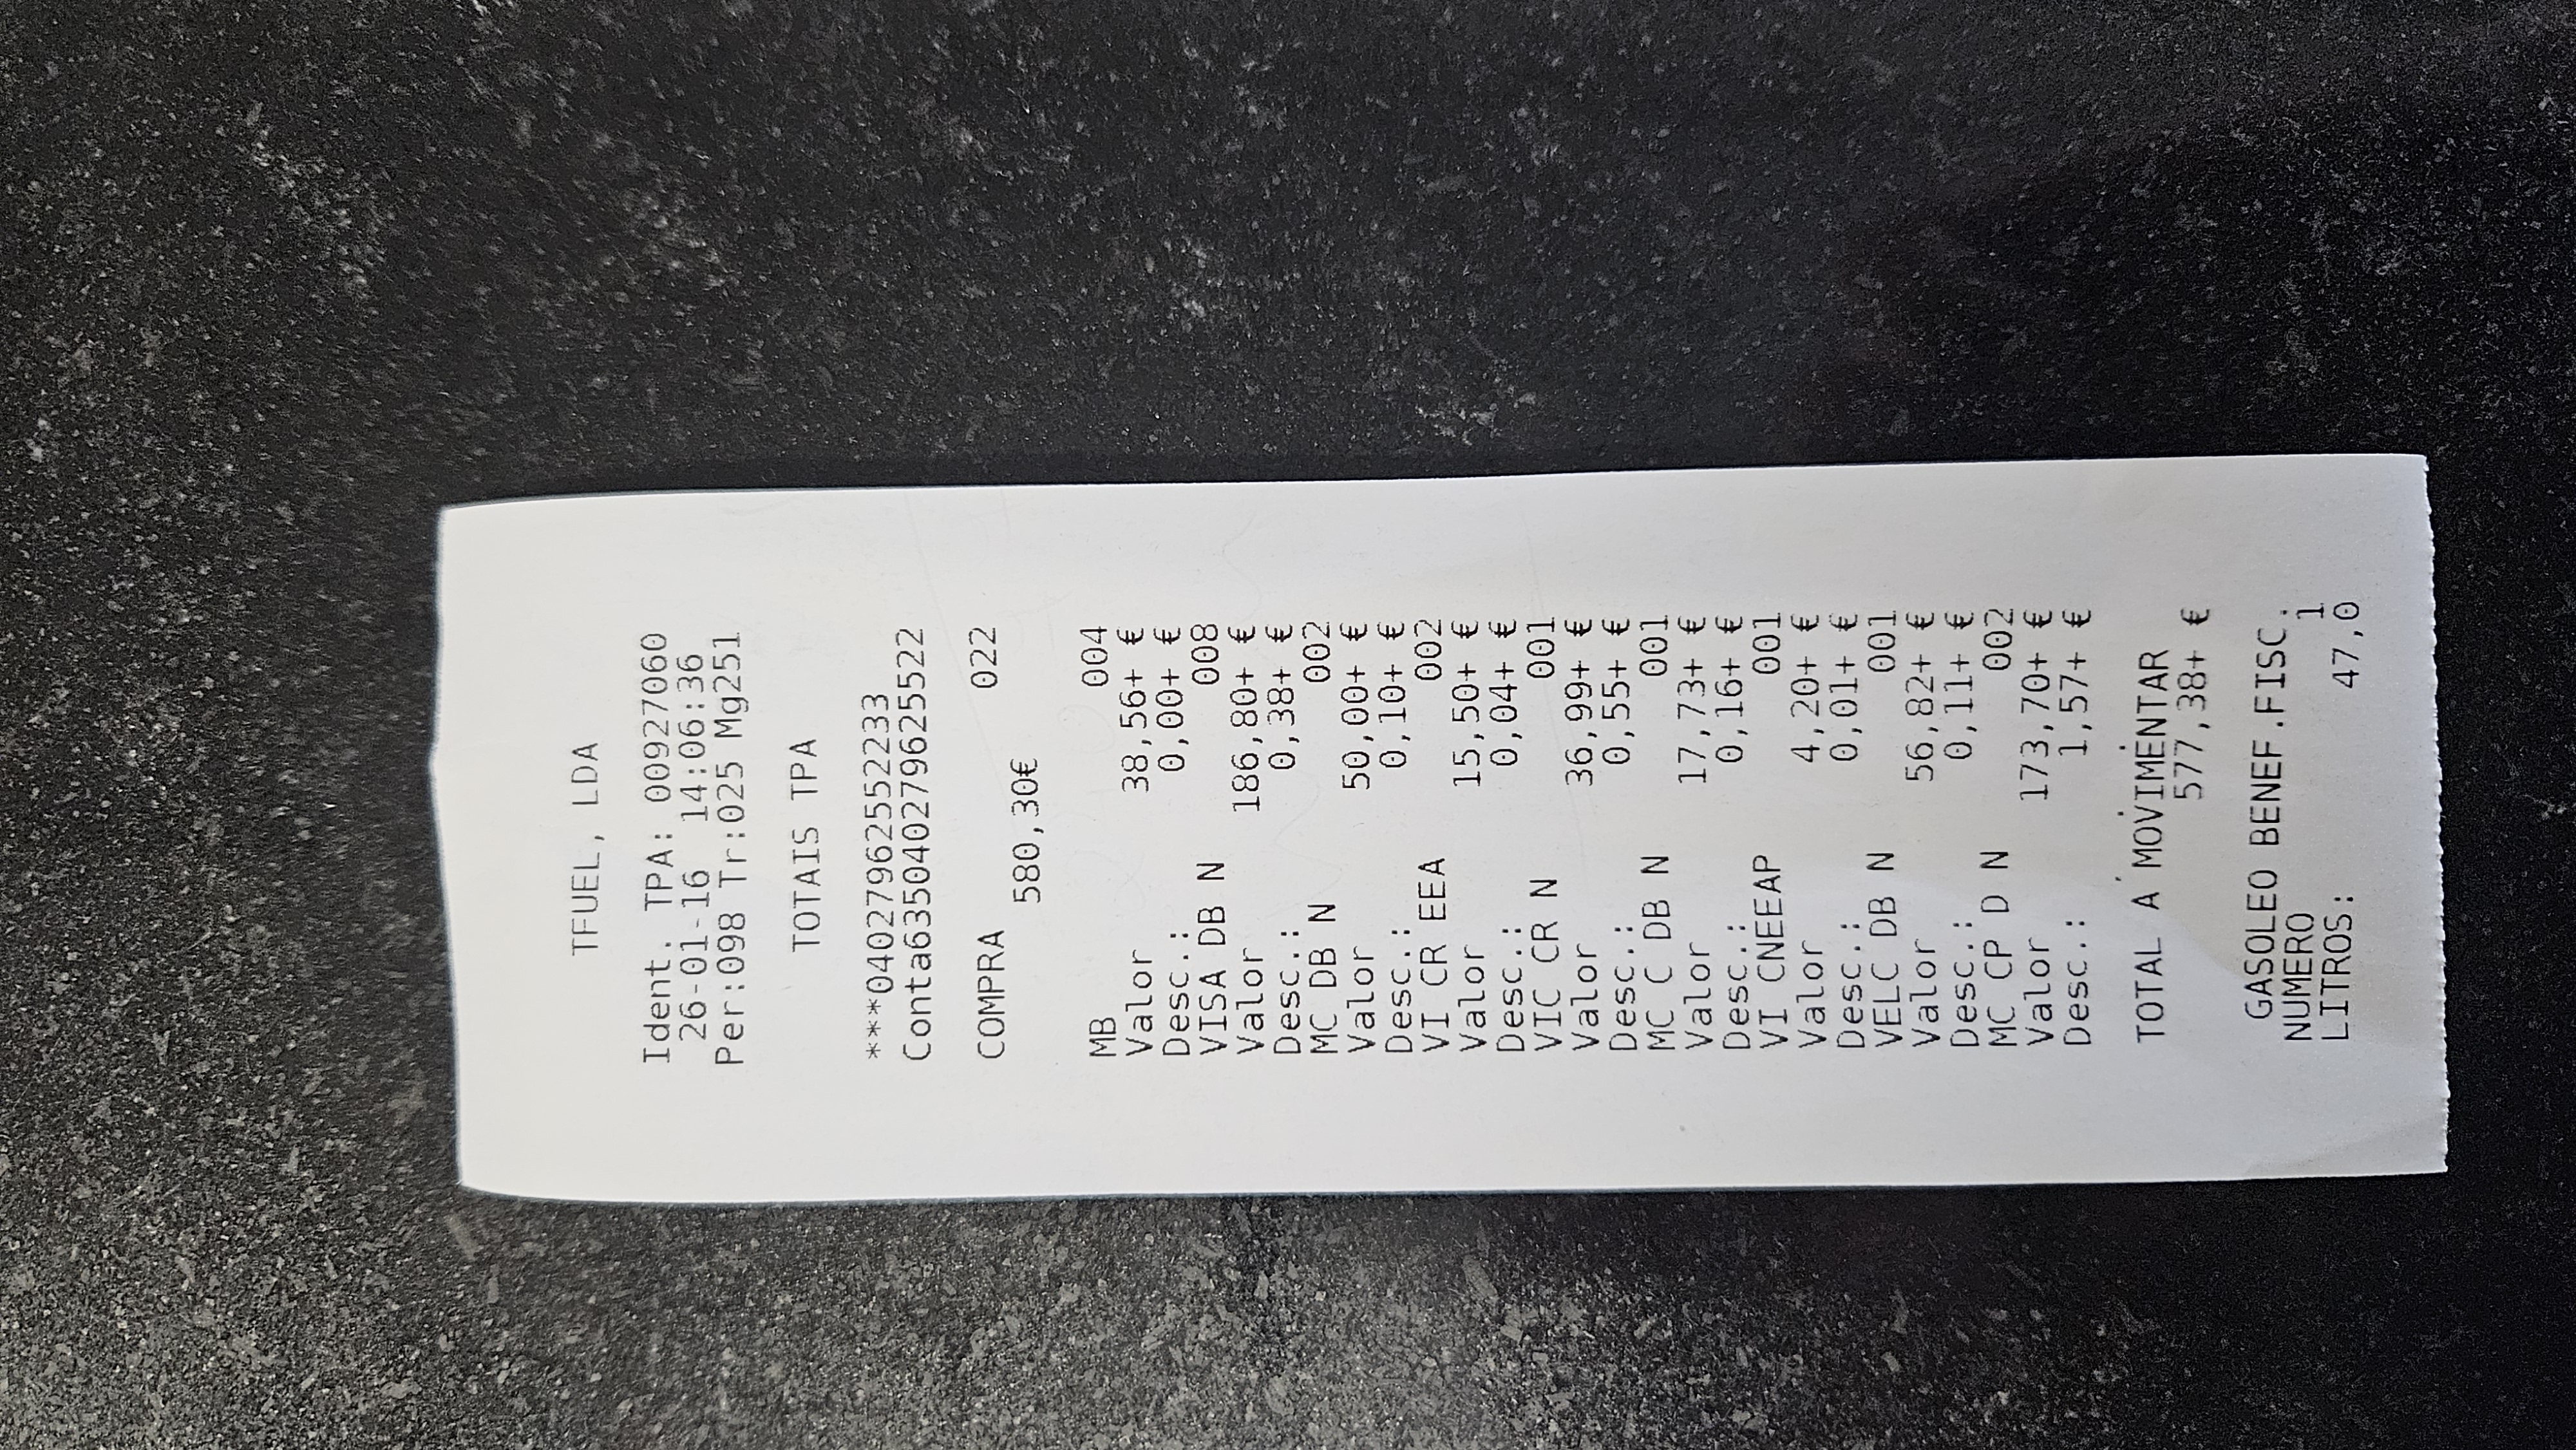 TFUEL, LDA
Ident. TPA: 00927060
26-01-16 14:06:36
Per:098 Tr:025 Mg251
TOTAIS TPA
***040279625552233
Conta6350402796255522
COMPRA 022
580,30€
MB 004
Valor 38,56+ €
Desc.: 0,00+ €
VISA DB N 008
Valor 186,80+ €
Desc.: 0,38+ €
MC DB N 002
Valor 50,00+ €
Desc.: 0,10+ €
VI CR EEA 002
Valor 15,50+ €
Desc.: 0,04+ €
VIC CR N 001
Valor 36,99+ €
Desc.: 0,55+ €
MC C DB N 001
Valor 17,73+ €
Desc.: 0,16+ €
VI CNEEAP 001
Valor 4,20+ €
Desc.: 0,01+ €
VELC DB N 001
Valor 56,82+ €
Desc.: 0,11+ €
MC CP D N 002
Valor 173,70+ €
Desc.: 1,57+ €
TOTAL A MOVIMENTAR
577,38+ €
GASOLEO BENEF.FISC.
NUMERO 1
LITROS: 47,0